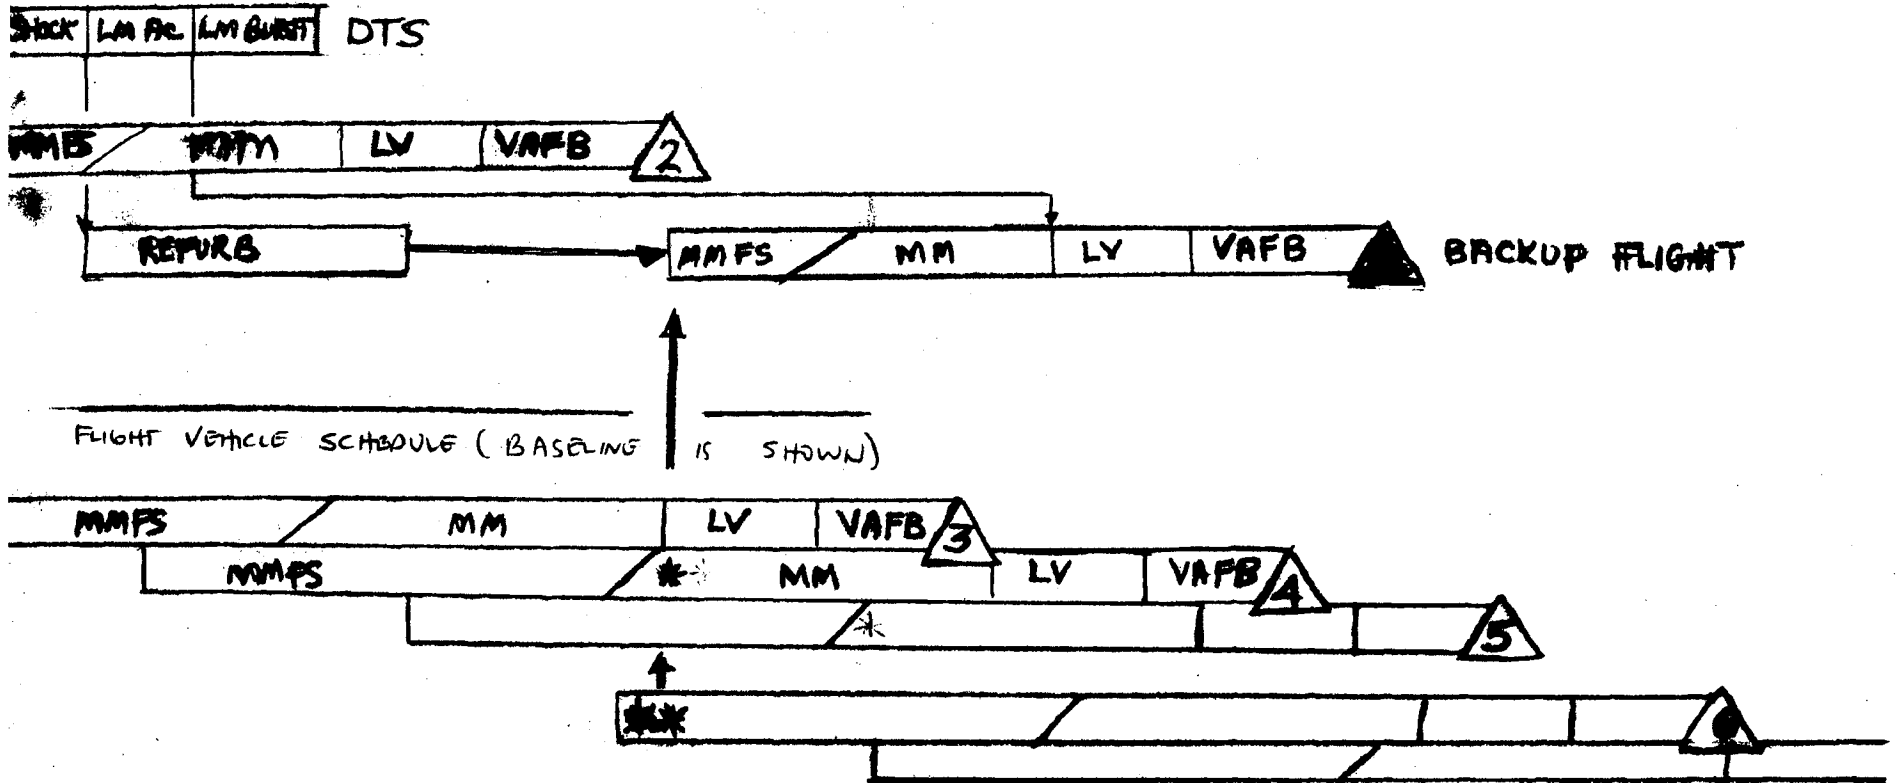 SHOCK LM AC LM BURST DTS
MMFS MM LV VAFB 2
REFURB MMFS MM LV VAFB BACKUP FLIGHT
FLIGHT VEHICLE SCHEDULE (BASELINE IS SHOWN)
MMFS MM LV VAFB 3
MMFS * MM LV VAFB 4
* 5
**